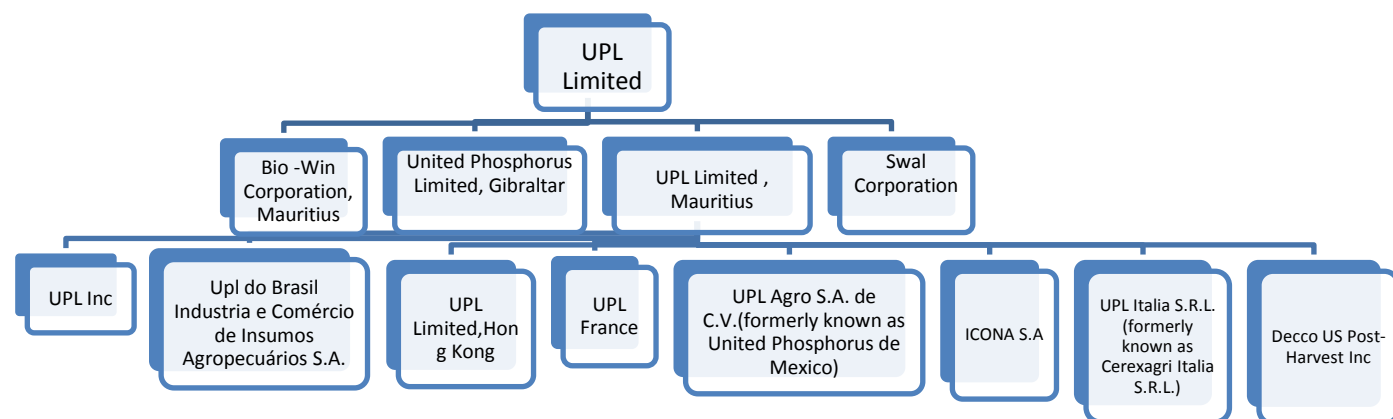 UPL
Limited
Bio -Win
Corporation,
Mauritius
United Phosphorus
Limited, Gibraltar
UPL Limited ,
Mauritius
Swal
Corporation
UPL Inc
Upl do Brasil
Industria e Comércio
de Insumos
Agropecuários S.A.
UPL
Limited,Hon
g Kong
UPL
France
UPL Agro S.A. de
C.V.(formerly known as
United Phosphorus de
Mexico)
ICONA S.A
UPL Italia S.R.L.
(formerly
known as
Cerexagri Italia
S.R.L.)
Decco US Post-
Harvest Inc